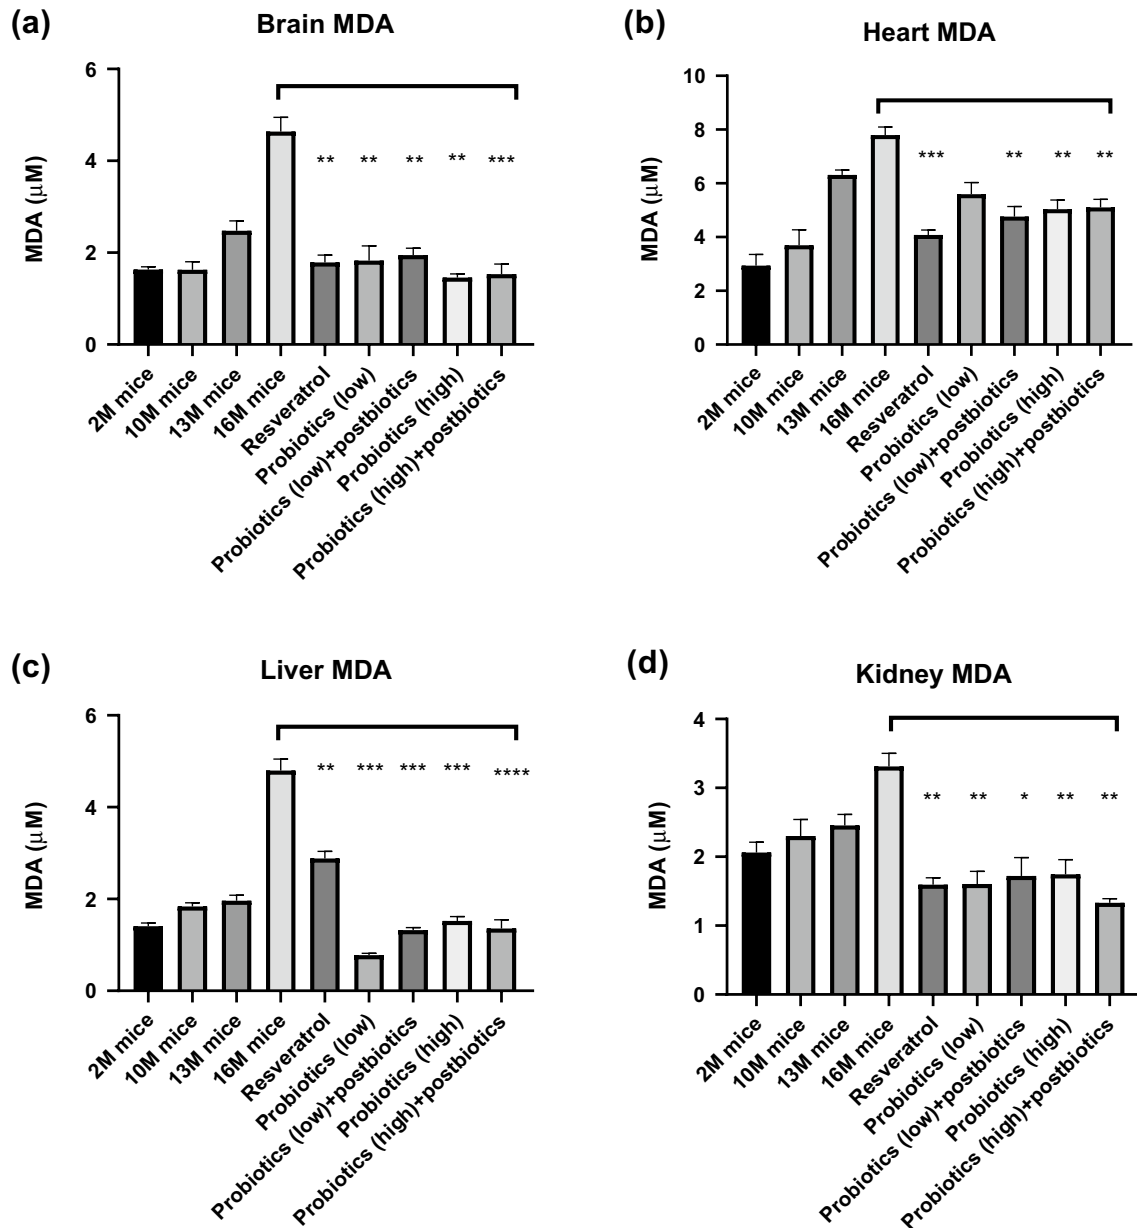 (a)
Brain MDA
MDA (μM)
6
4
2
0
** ** ** ** ***
2M mice
10M mice
13M mice
16M mice
Resveratrol
Probiotics (low)
Probiotics (low)+postbiotics
Probiotics (high)
Probiotics (high)+postbiotics
(b)
Heart MDA
MDA (μM)
10
8
6
4
2
0
*** ** ** **
2M mice
10M mice
13M mice
16M mice
Resveratrol
Probiotics (low)
Probiotics (low)+postbiotics
Probiotics (high)
Probiotics (high)+postbiotics
(c)
Liver MDA
MDA (μM)
6
4
2
0
** *** *** *** ****
2M mice
10M mice
13M mice
16M mice
Resveratrol
Probiotics (low)
Probiotics (low)+postbiotics
Probiotics (high)
Probiotics (high)+postbiotics
(d)
Kidney MDA
MDA (μM)
4
3
2
1
0
** ** * ** **
2M mice
10M mice
13M mice
16M mice
Resveratrol
Probiotics (low)
Probiotics (low)+postbiotics
Probiotics (high)
Probiotics (high)+postbiotics